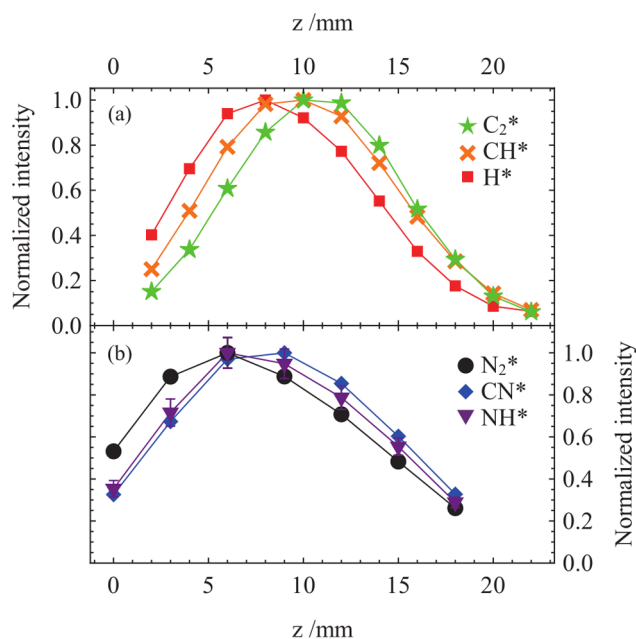 z /mm
0 5 10 15 20
Normalized intensity
1.0
0.8
0.6
0.4
0.2
0.0
(a)
C₂*
CH*
H*
(b)
N₂*
CN*
NH*
1.0
0.8
0.6
0.4
0.2
0.0
Normalized intensity
0 5 10 15 20
z /mm